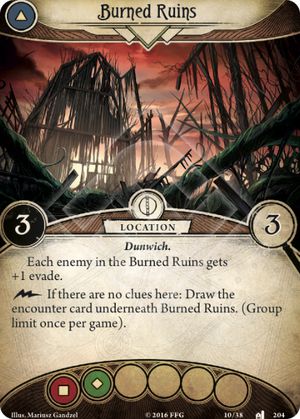 Burned Ruins
3
3
LOCATION
Dunwich.
Each enemy in the Burned Ruins gets
+1 evade.
If there are no clues here: Draw the
encounter card underneath Burned Ruins. (Group
limit once per game).
Illus. Mariusz Gandzel
© 2016 FFG
10/38
204